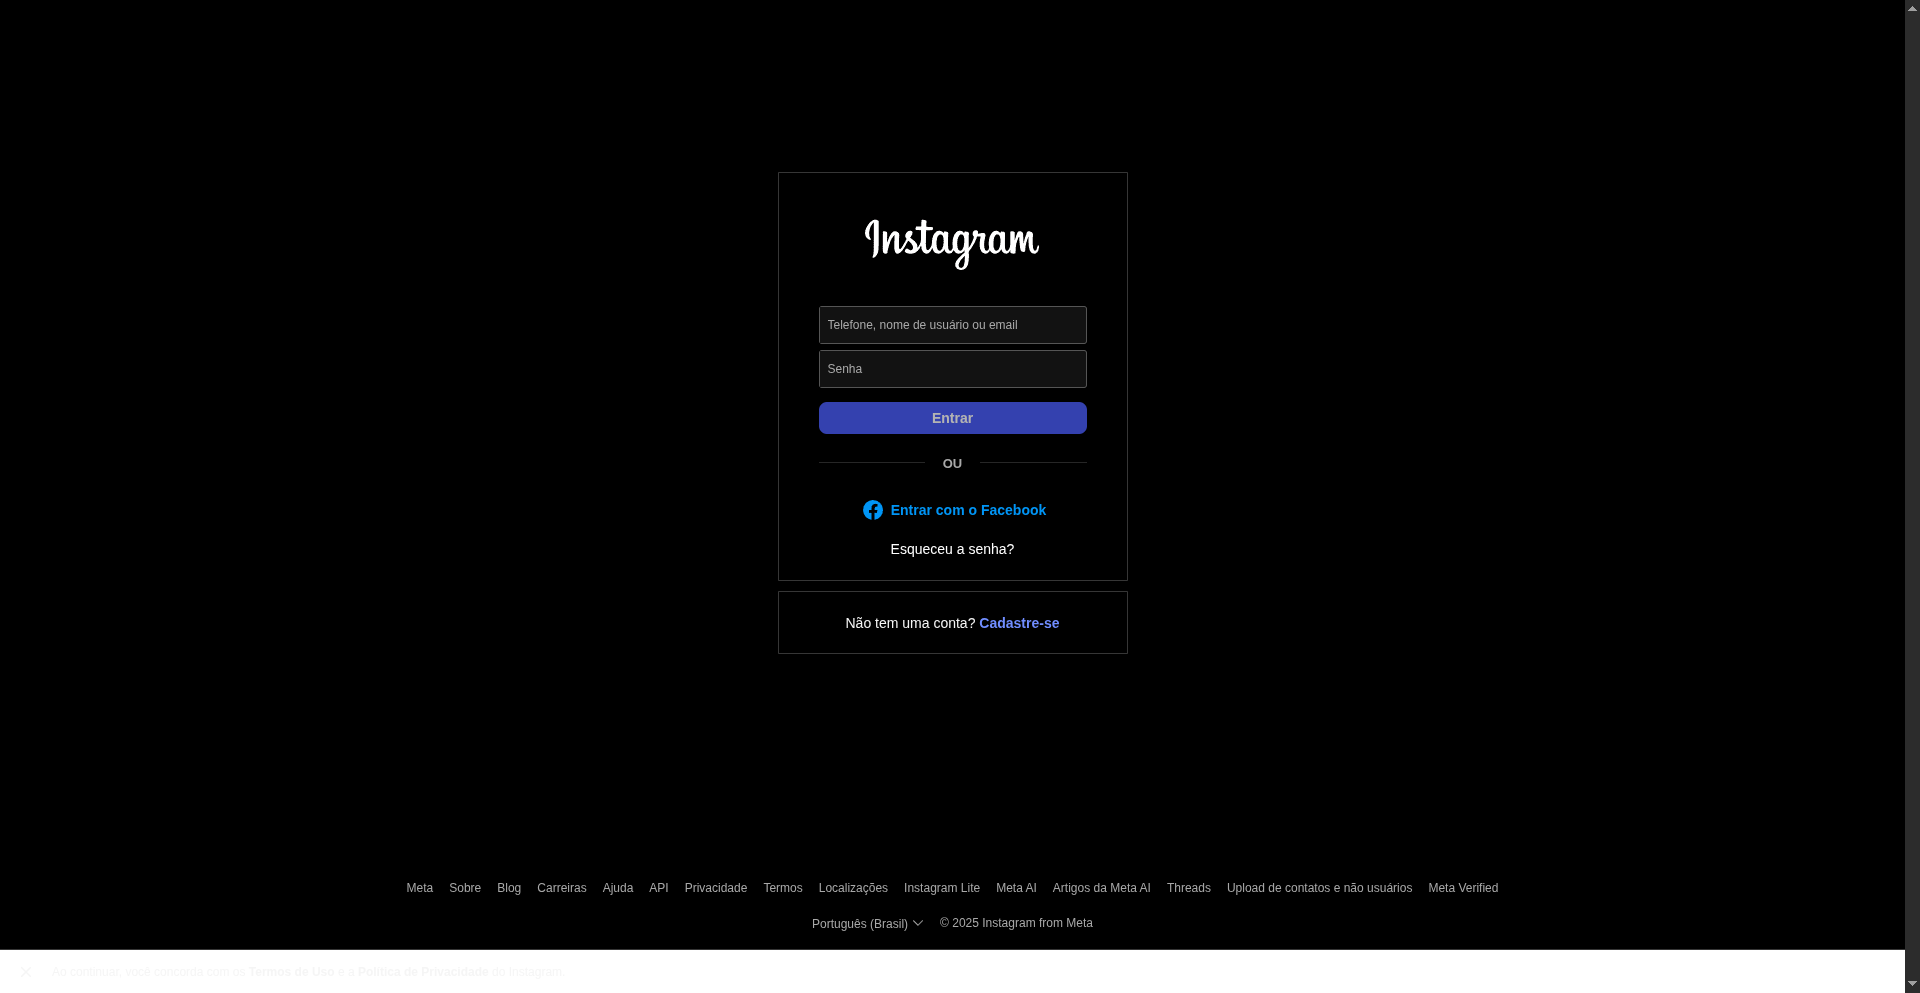 Instagram
Telefone, nome de usuário ou email
Senha
Entrar
OU
Entrar com o Facebook
Esqueceu a senha?
Não tem uma conta? Cadastre-se
Meta Sobre Blog Carreiras Ajuda API Privacidade Termos Localizações Instagram Lite Meta AI Artigos da Meta AI Threads Upload de contatos e não usuários Meta Verified
Português (Brasil) © 2025 Instagram from Meta
Ao continuar, você concorda com os Termos de Uso e a Política de Privacidade do Instagram.